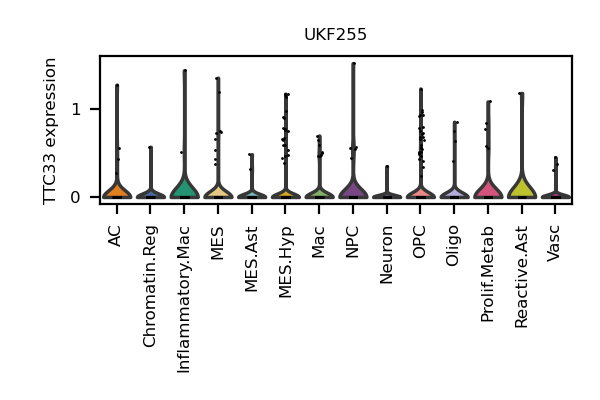 UKF255
TTC33 expression
1
0
AC
Chromatin.Reg
Inflammatory.Mac
MES
MES.Ast
MES.Hyp
Mac
NPC
Neuron
OPC
Oligo
Prolif.Metab
Reactive.Ast
Vasc